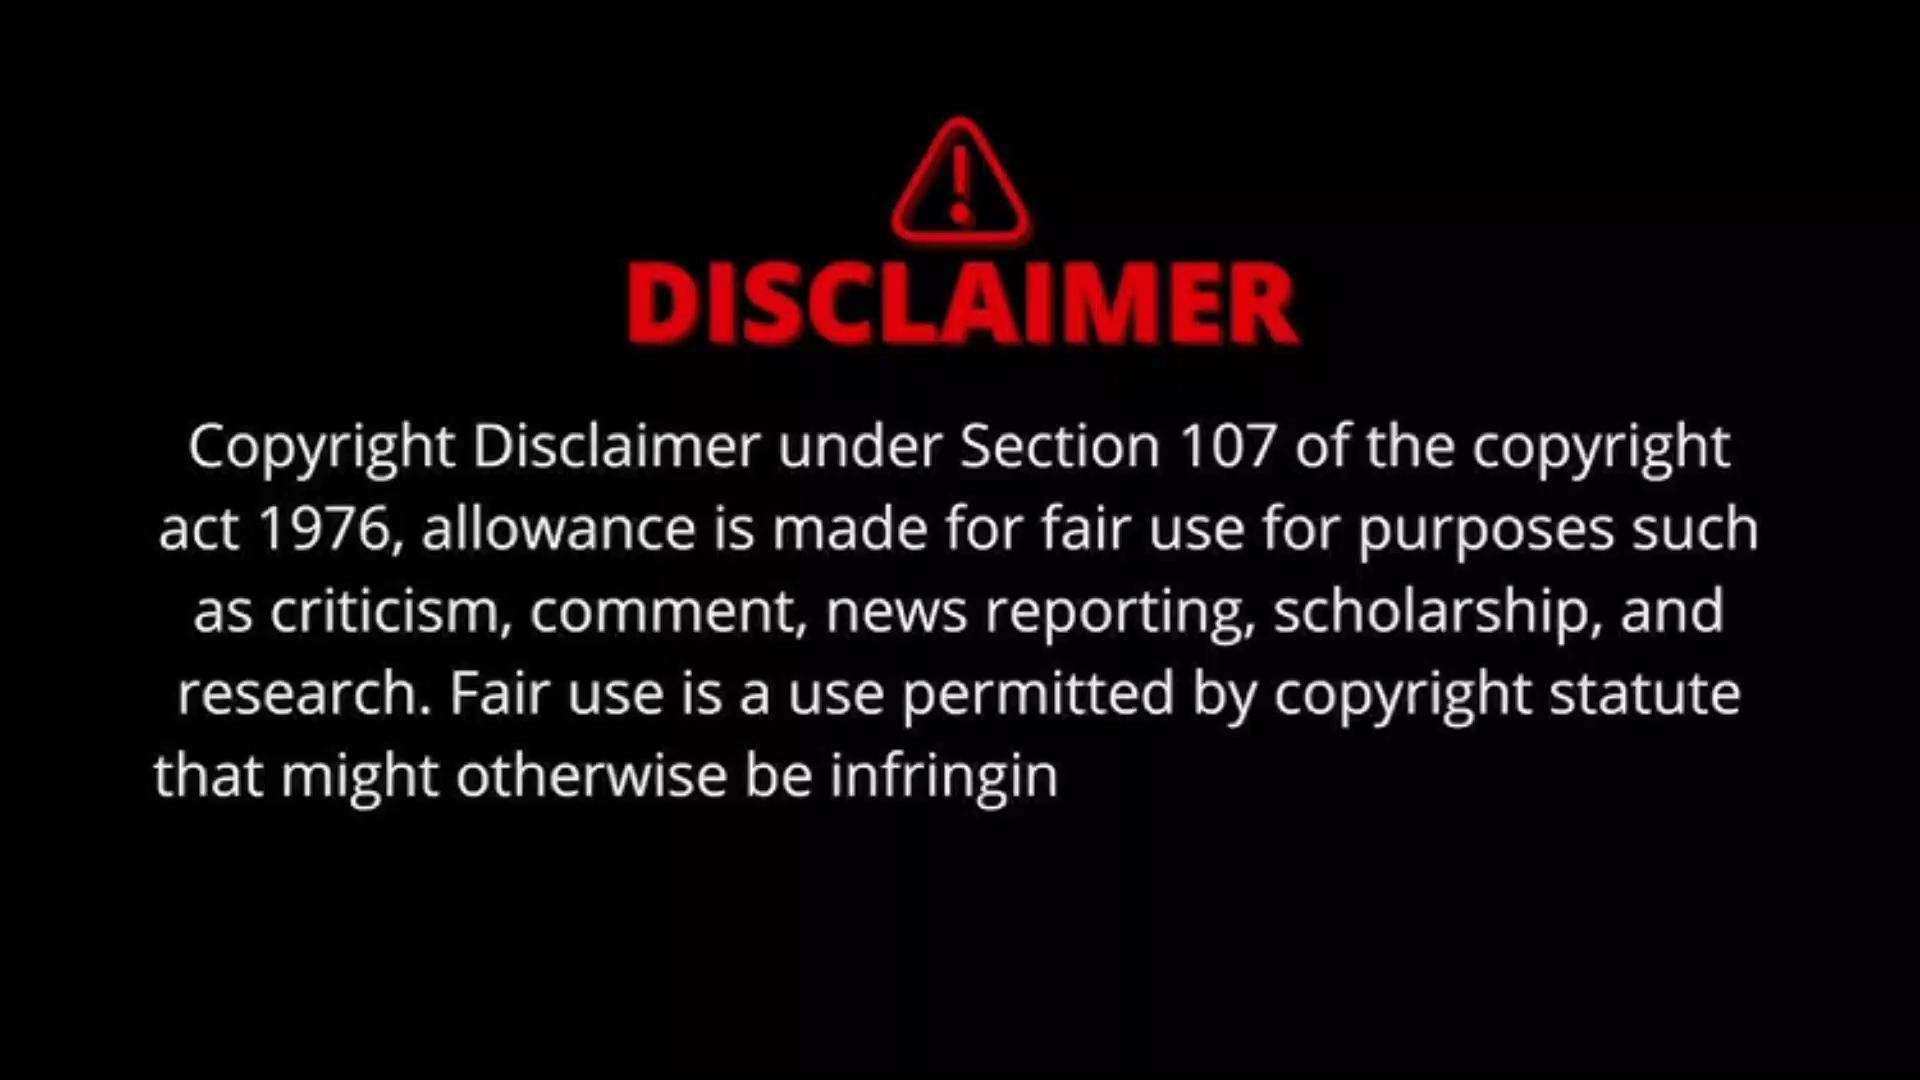 DISCLAIMER
Copyright Disclaimer under Section 107 of the copyright
act 1976, allowance is made for fair use for purposes such
as criticism, comment, news reporting, scholarship, and
research. Fair use is a use permitted by copyright statute
that might otherwise be infringin